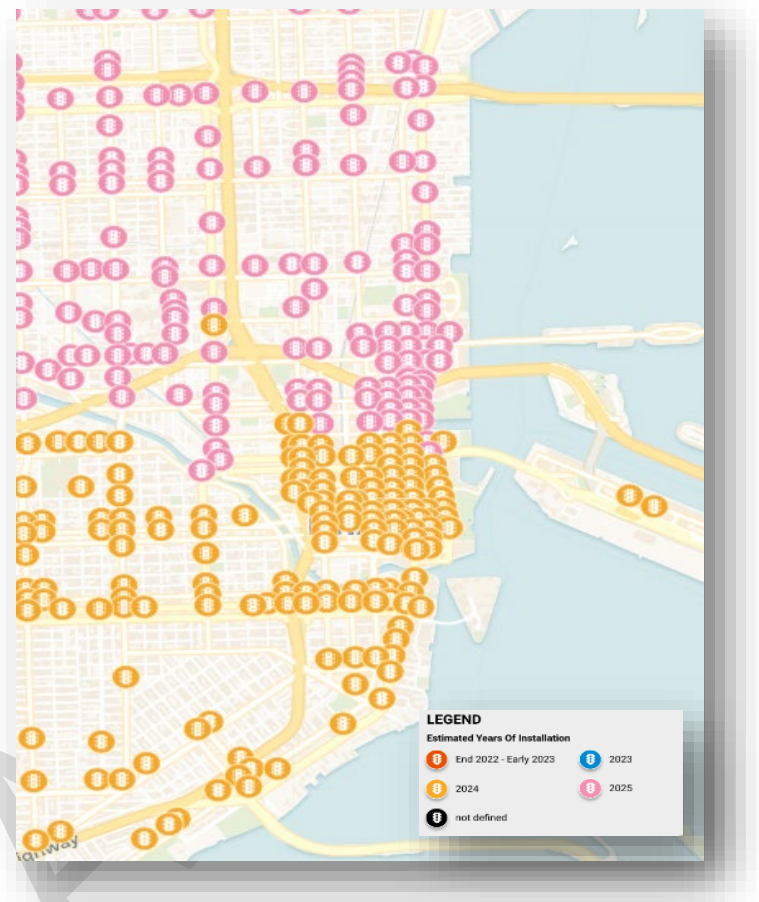 LEGEND
Estimated Years Of Installation
End 2022 - Early 2023
2023
2024
2025
not defined